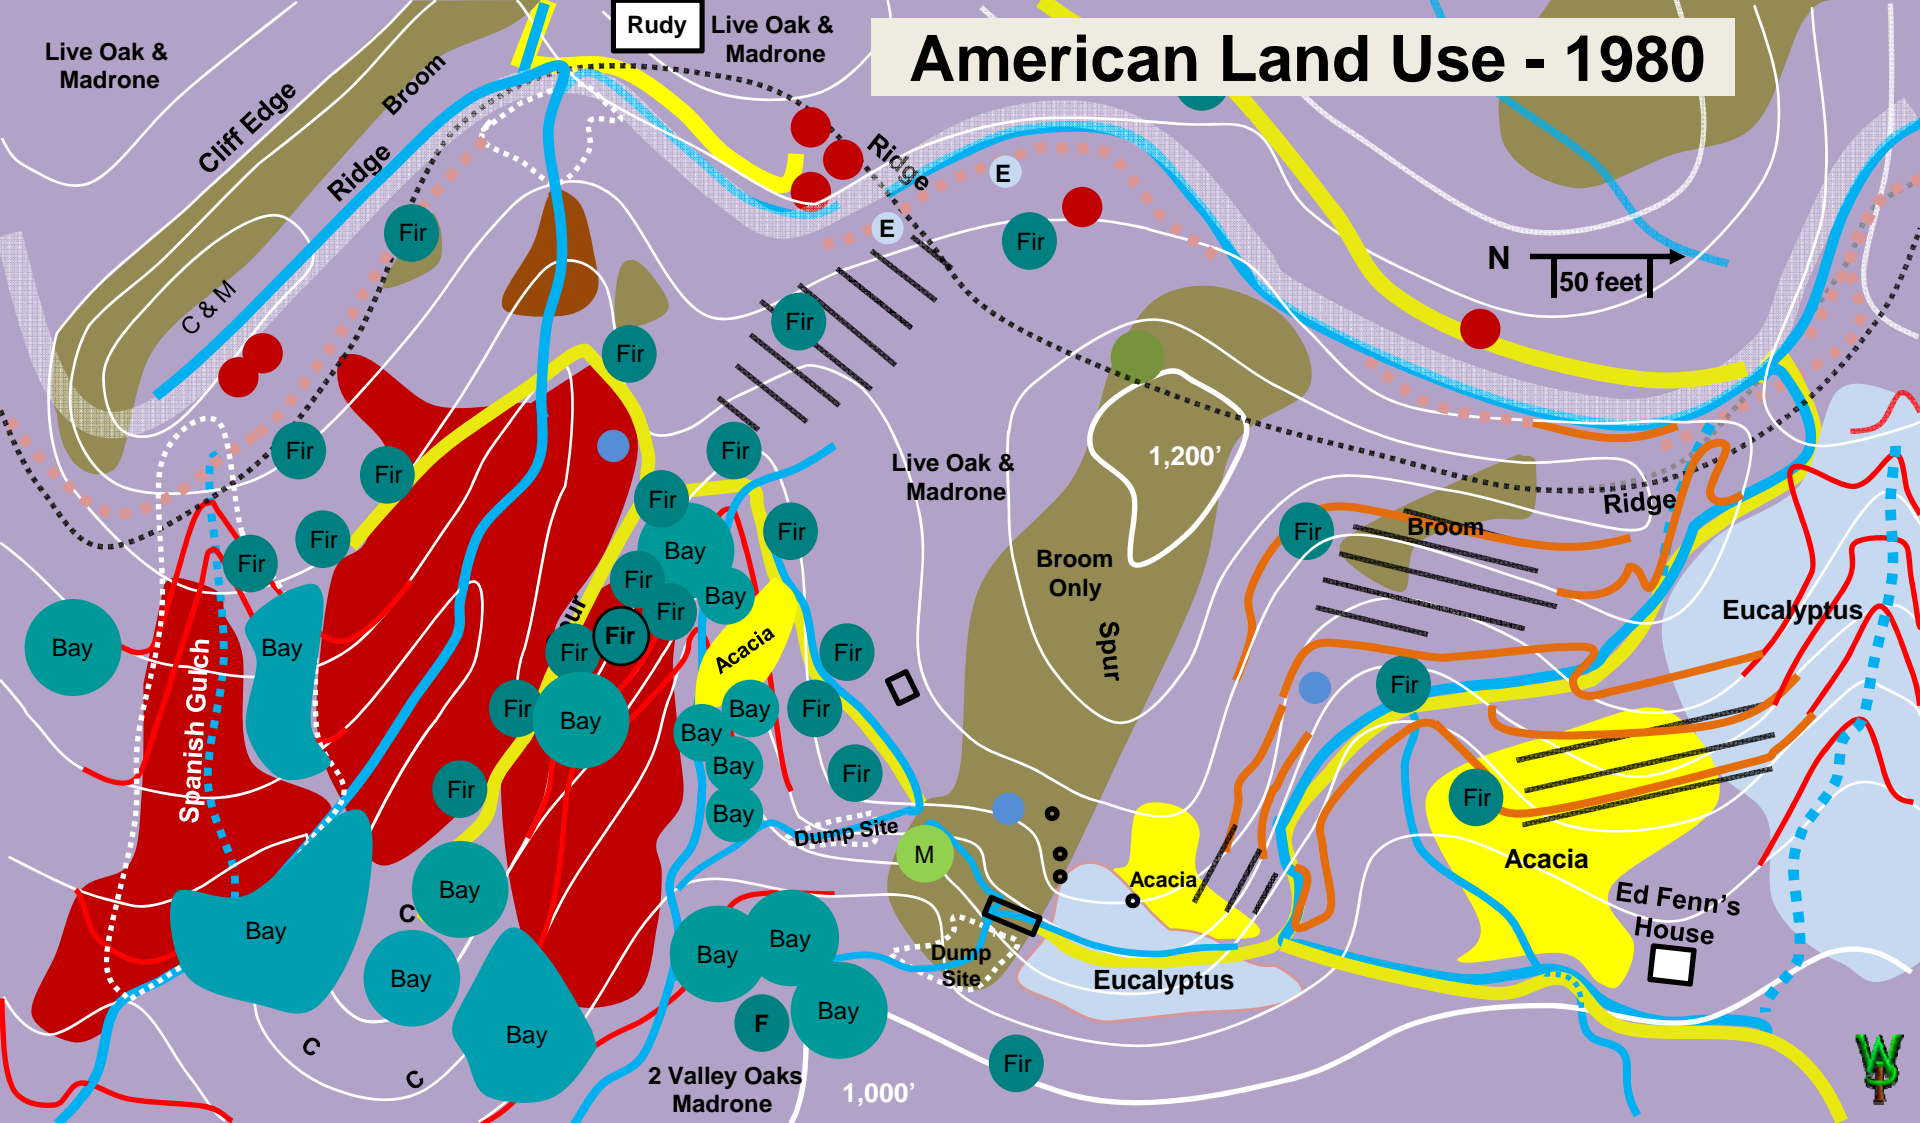 American Land Use - 1980
Rudy
Live Oak &
Madrone
Live Oak &
Madrone
Cliff Edge
Broom
Ridge
C & M
Ridge
E
E
Fir
Fir
N
50 feet
Fir
Fir
1,200’
Live Oak &
Madrone
Fir
Fir
Fir
Fir
Fir
Fir
Fir
Fir
Broom
Ridge
Bay
Fir
Bay
Fir
Broom
Only
Spur
Eucalyptus
Bay
Bay
Spanish Gulch
Fir
Fir
Fir
Acacia
Fir
Fir
Fir
Bay
Bay
Bay
Fir
Bay
Bay
Fir
Fir
Fir
Dump Site
M
Acacia
Acacia
Ed Fenn’s
House
Bay
C
Bay
Bay
Bay
Bay
Dump
Site
Eucalyptus
Bay
Bay
F
Bay
Fir
C
C
2 Valley Oaks
Madrone
1,000’